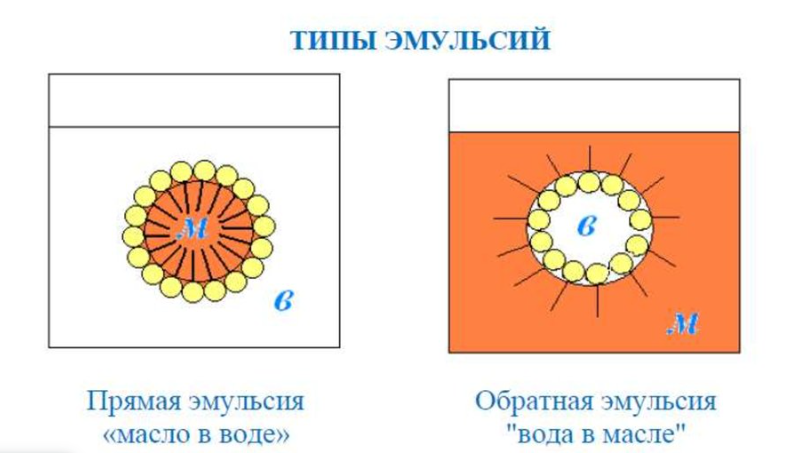 ТИПЫ ЭМУЛЬСИЙ
м
в
в
м
Прямая эмульсия
«масло в воде»
Обратная эмульсия
"вода в масле"